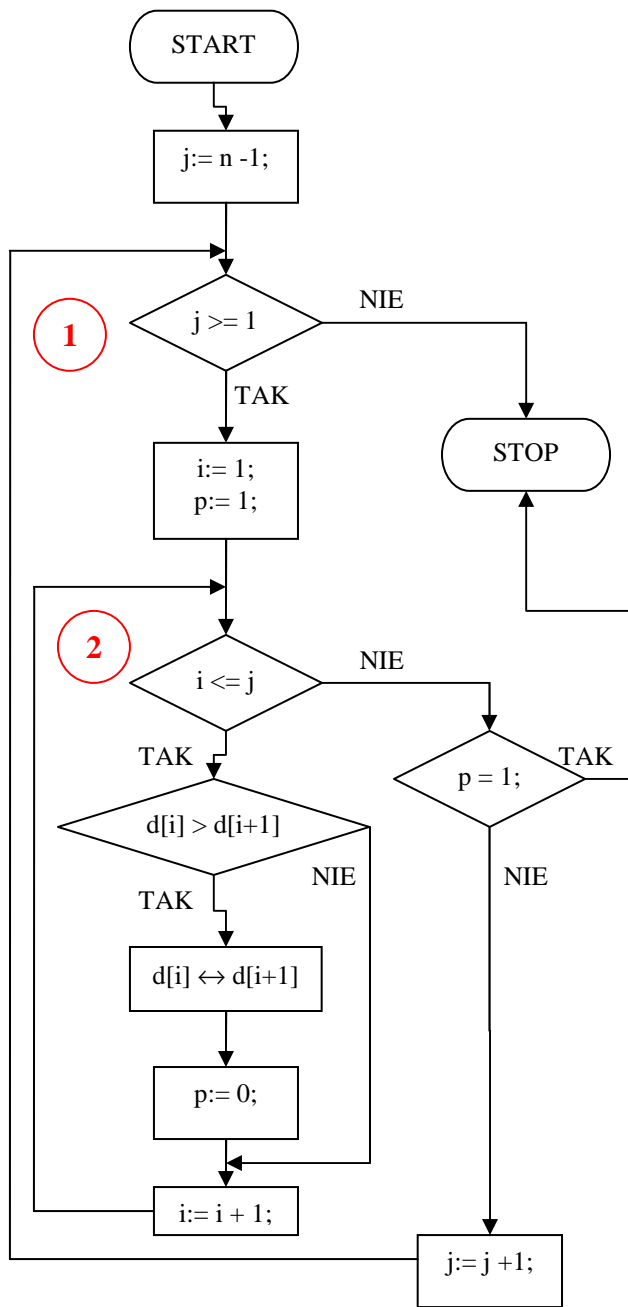 START
j:= n -1;
1
j >= 1
NIE
TAK
STOP
i:= 1;
p:= 1;
2
i <= j
NIE
TAK
p = 1;
TAK
d[i] > d[i+1]
NIE
NIE
TAK
d[i] ↔ d[i+1]
p:= 0;
i:= i + 1;
j:= j +1;